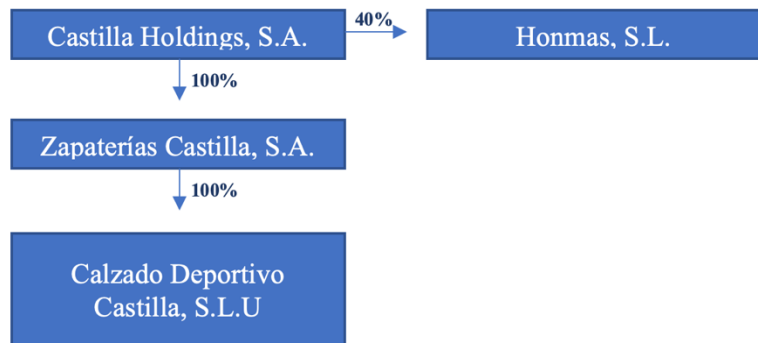 Castilla Holdings, S.A.
40%
Honmas, S.L.
100%
Zapaterías Castilla, S.A.
100%
Calzado Deportivo
Castilla, S.L.U